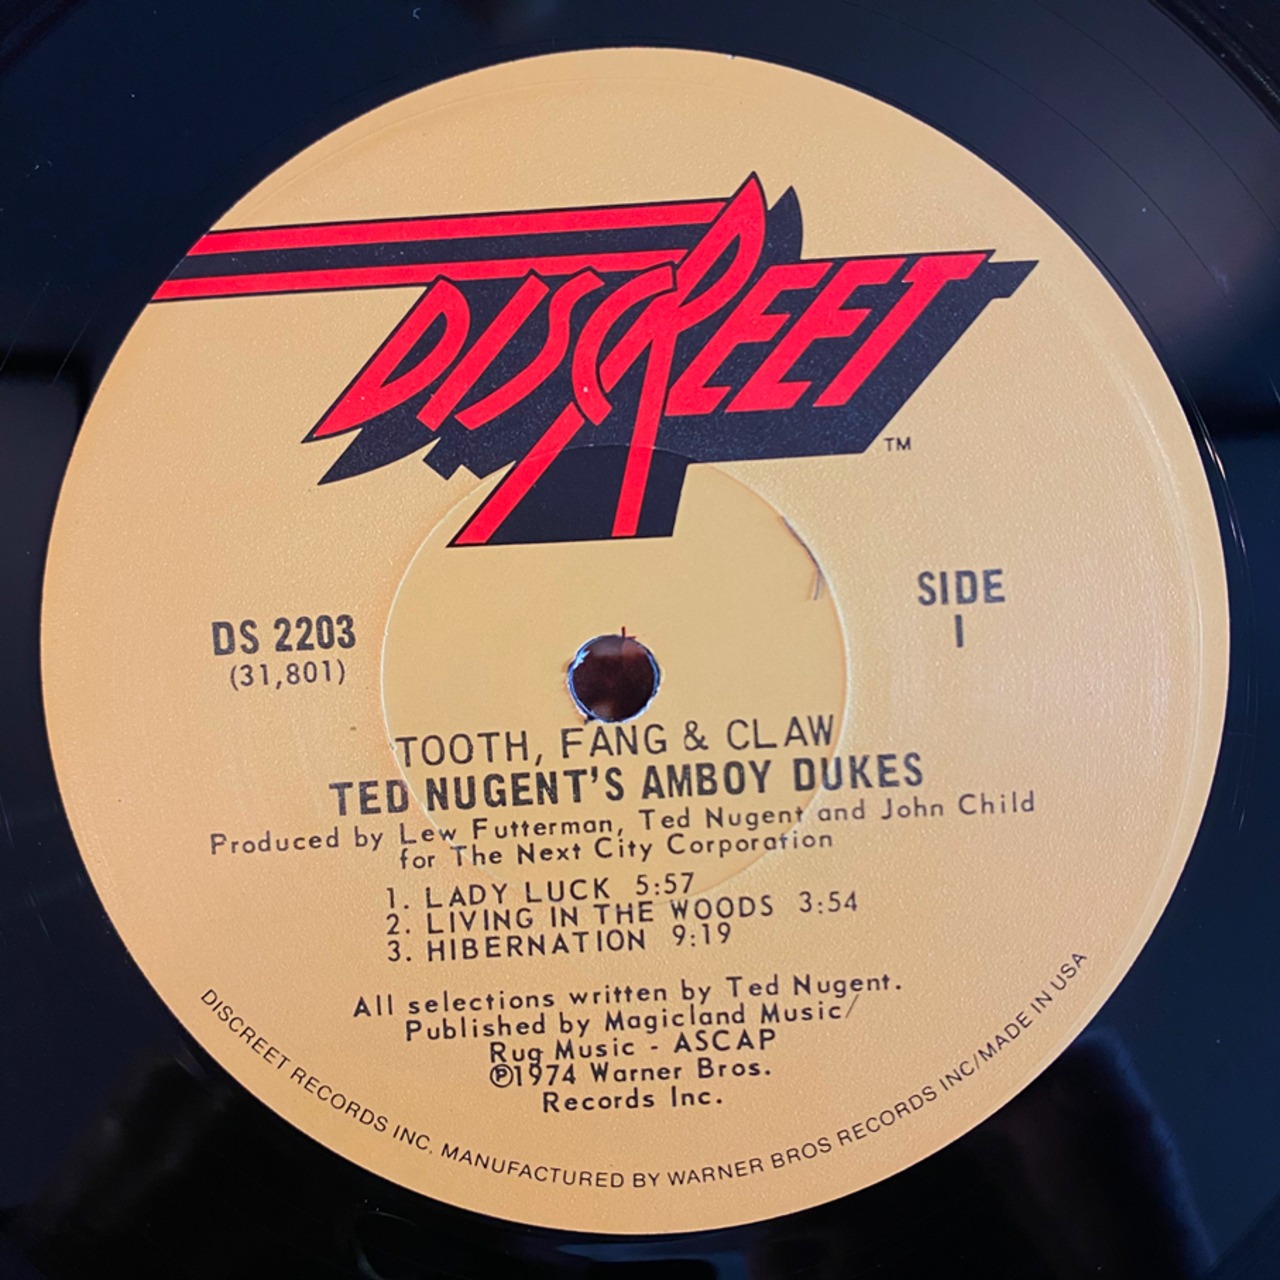 DISCREET
TM
DS 2203
(31,801)
SIDE
1
TOOTH, FANG & CLAW
TED NUGENT'S AMBOY DUKES
Produced by Lew Futterman, Ted Nugent and John Child
for The Next City Corporation
1. LADY LUCK 5:57
2. LIVING IN THE WOODS 3:54
3. HIBERNATION 9:19
All selections written by Ted Nugent.
Published by Magicland Music/
Rug Music - ASCAP
℗1974 Warner Bros.
Records Inc.
DISCREET RECORDS INC. MANUFACTURED BY WARNER BROS RECORDS INC/MADE IN USA